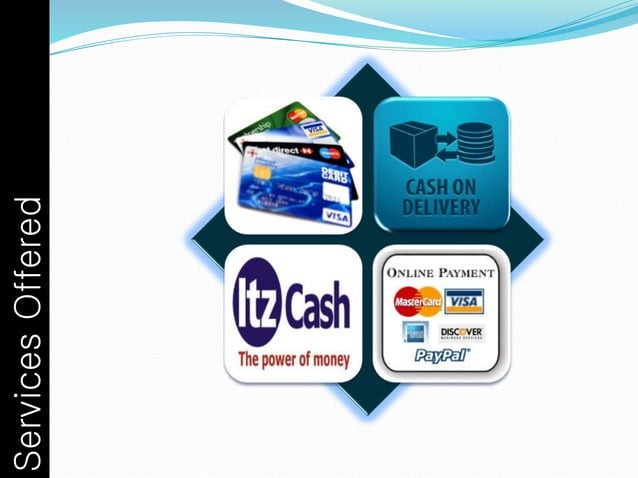 Services Offered
VISA
direct
DEBIT
CARD
VISA
CASH ON
DELIVERY
Itz Cash
The power of money
ONLINE PAYMENT
MasterCard VISA
DISCOVER
PayPal